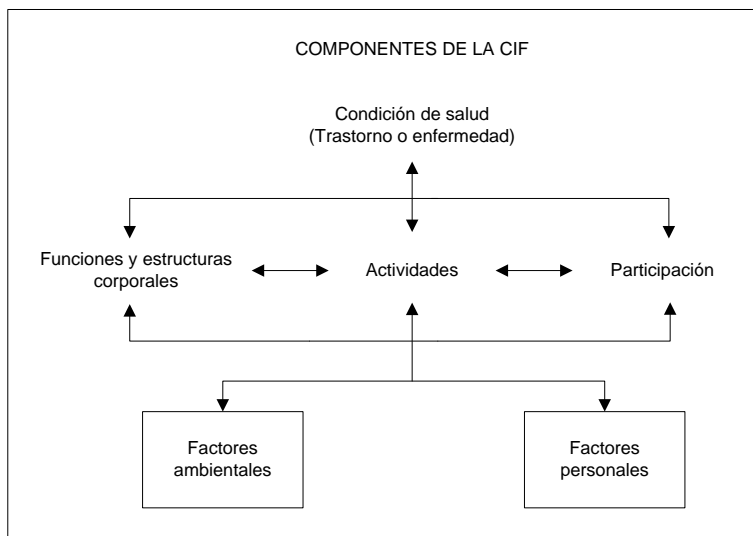 COMPONENTES DE LA CIF
Condición de salud
(Trastorno o enfermedad)
Funciones y estructuras
corporales
Actividades
Participación
Factores
ambientales
Factores
personales